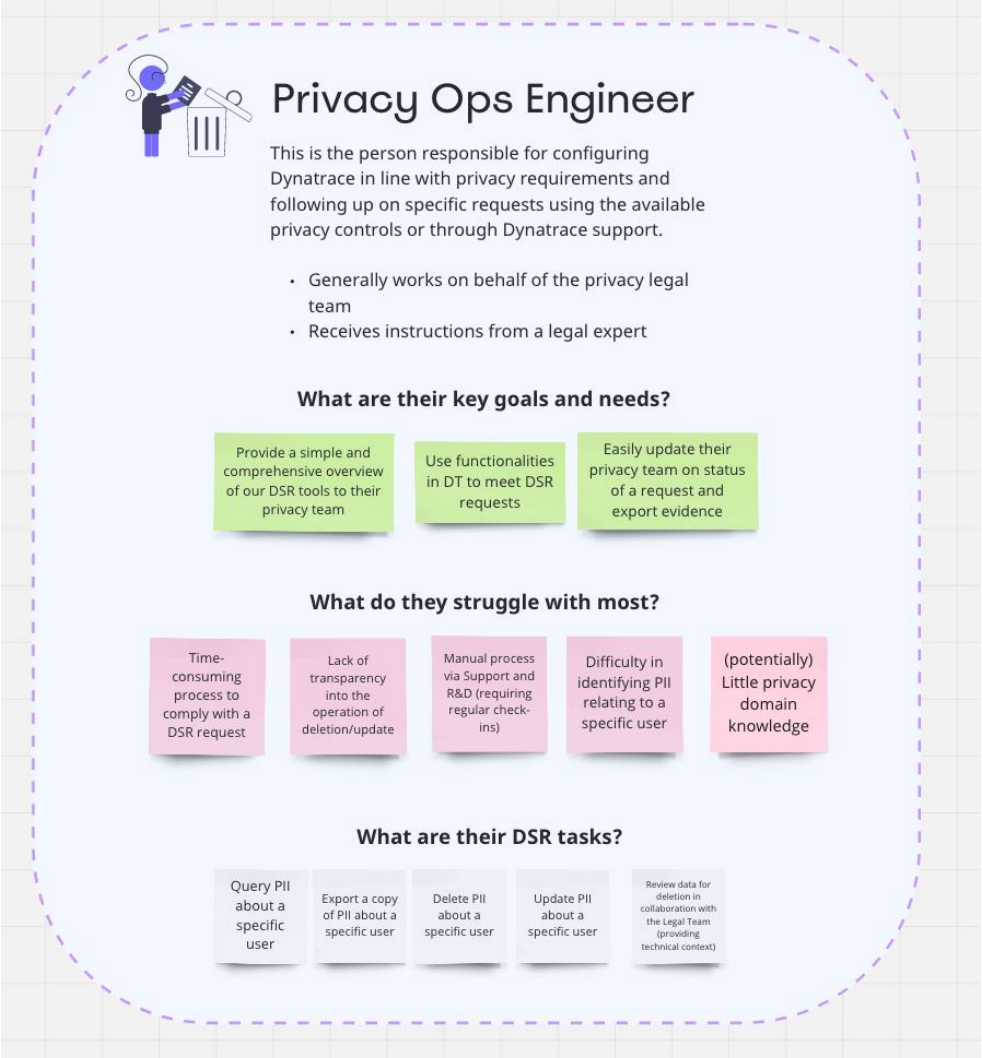 Privacy Ops Engineer
This is the person responsible for configuring
Dynatrace in line with privacy requirements and
following up on specific requests using the available
privacy controls or through Dynatrace support.
• Generally works on behalf of the privacy legal
team
• Receives instructions from a legal expert
What are their key goals and needs?
Provide a simple and
comprehensive overview
of our DSR tools to their
privacy team
Use functionalities
in DT to meet DSR
requests
Easily update their
privacy team on status
of a request and
export evidence
What do they struggle with most?
Time-
consuming
process to
comply with a
DSR request
Lack of
transparency
into the
operation of
deletion/update
Manual process
via Support and
R&D (requiring
regular check-
ins)
Difficulty in
identifying PII
relating to a
specific user
(potentially)
Little privacy
domain
knowledge
What are their DSR tasks?
Query PII
about a
specific
user
Export a copy
of PII about a
specific user
Delete PII
about a
specific user
Update PII
about a
specific user
Review data for
deletion in
collaboration with
the Legal Team
(providing
technical context)